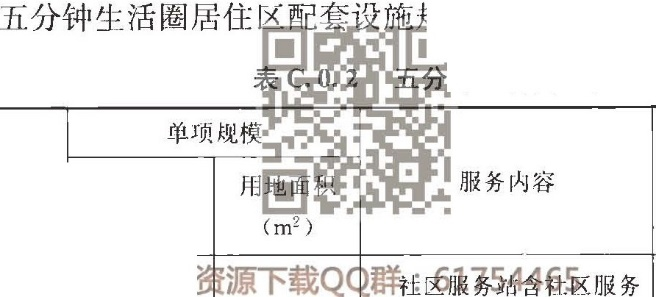 五分钟生活圈居住区配套设施
表C.0.2 五分
单项规模
用地面积
(m²)
服务内容
资源下载QQ群：61754465
社区服务站含社区服务